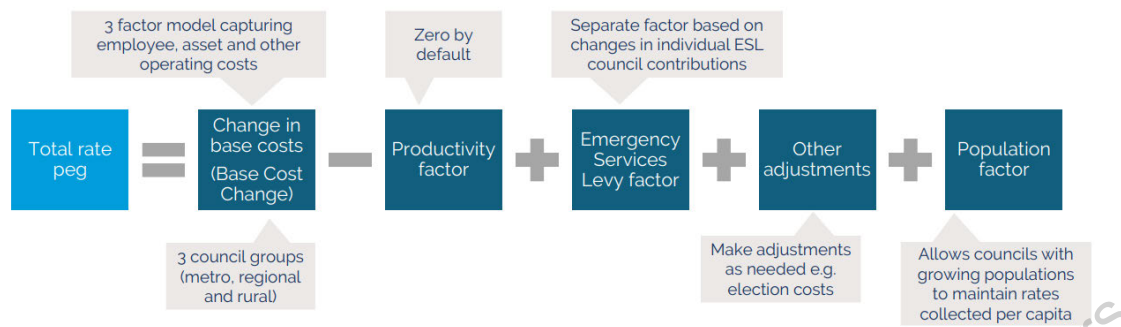 3 factor model capturing
employee, asset and other
operating costs
Zero by
default
Separate factor based on
changes in individual ESL
council contributions
Total rate
peg
=
Change in
base costs
(Base Cost
Change)
–
Productivity
factor
+
Emergency
Services
Levy factor
+
Other
adjustments
+
Population
factor
3 council groups
(metro, regional
and rural)
Make adjustments
as needed e.g.
election costs
Allows councils with
growing populations
to maintain rates
collected per capita